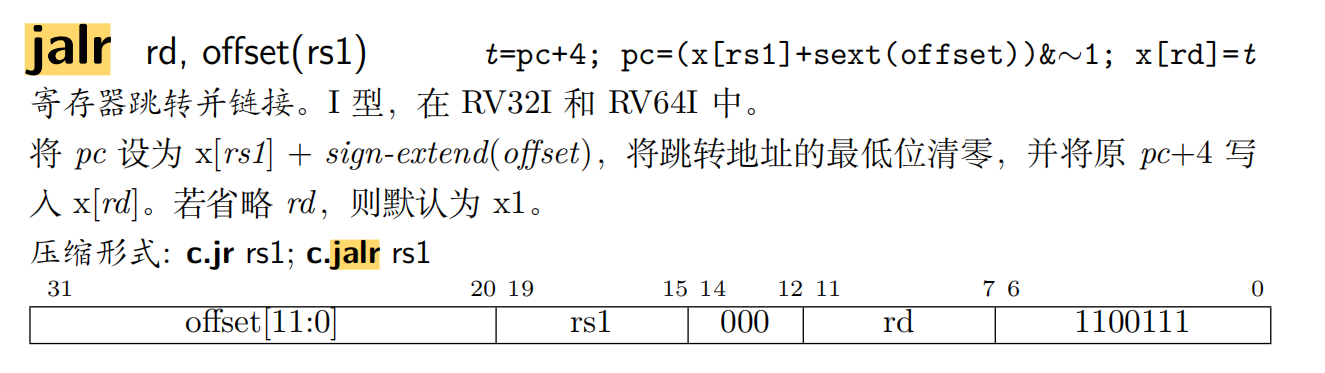 jalr rd, offset(rs1) t=pc+4; pc=(x[rs1]+sext(offset))&∼1; x[rd]=t
寄存器跳转并链接。I 型，在 RV32I 和 RV64I 中。
将 pc 设为 x[rs1] + sign-extend(offset)，将跳转地址的最低位清零，并将原 pc+4 写
入 x[rd]。若省略 rd，则默认为 x1。
压缩形式: c.jr rs1; c.jalr rs1
31 20 19 15 14 12 11 7 6 0
offset[11:0] rs1 000 rd 1100111